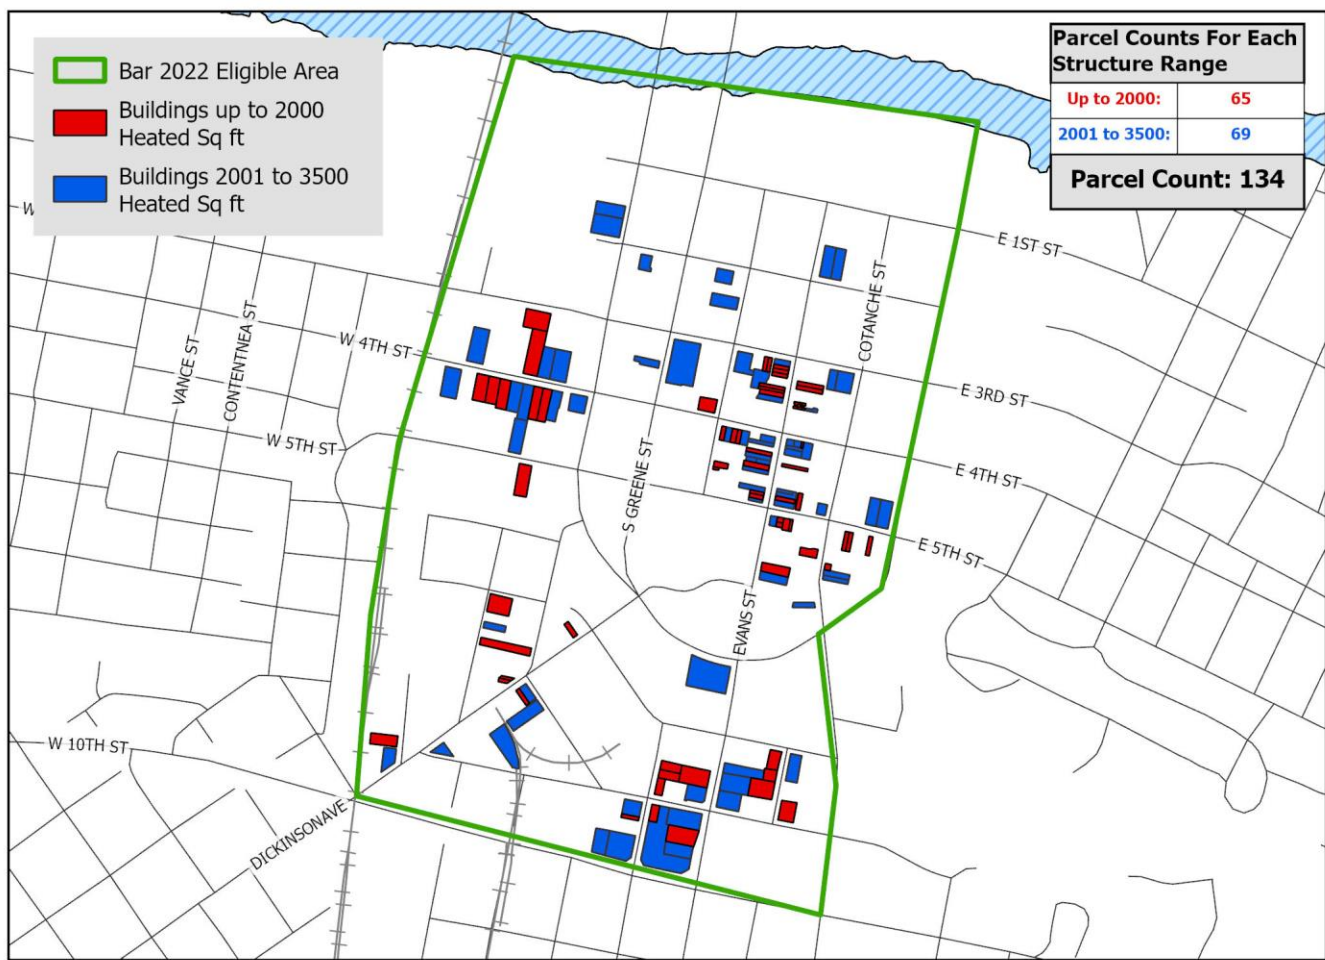 Bar 2022 Eligible Area
Buildings up to 2000
Heated Sq ft
Buildings 2001 to 3500
Heated Sq ft
Parcel Counts For Each
Structure Range
Up to 2000: 65
2001 to 3500: 69
Parcel Count: 134
W
E 1ST ST
COTANCHE ST
W 4TH ST
CONTENTNEA ST
VANCE ST
E 3RD ST
W 5TH ST
S GREENE ST
E 4TH ST
E 5TH ST
EVANS ST
W 10TH ST
DICKINSONAVE